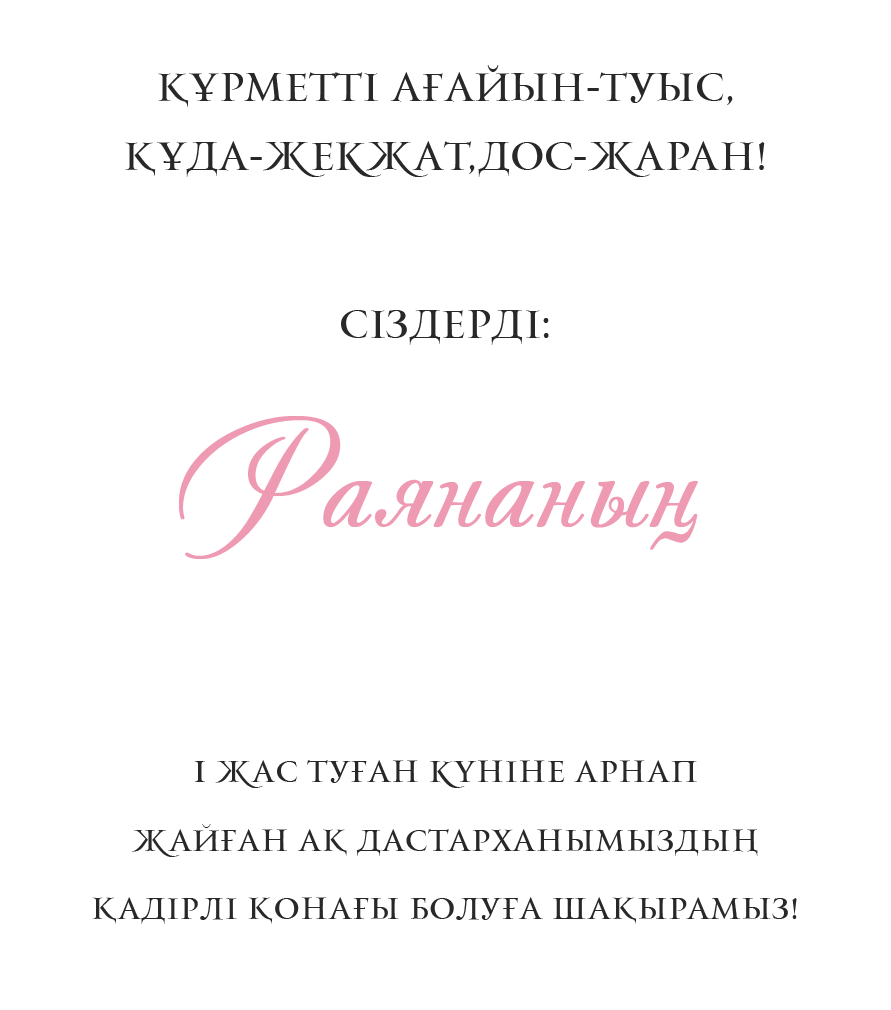 ҚҰРМЕТТІ АҒАЙЫН-ТУЫС,
ҚҰДА-ЖЕКЖАТ,ДОС-ЖАРАН!
СІЗДЕРДІ:
Раянаның
1 ЖАС ТУҒАН КҮНІНЕ АРНАП
ЖАЙҒАН АҚ ДАСТАРХАНЫМЫЗДЫҢ
ҚАДІРЛІ ҚОНАҒЫ БОЛУҒА ШАҚЫРАМЫЗ!